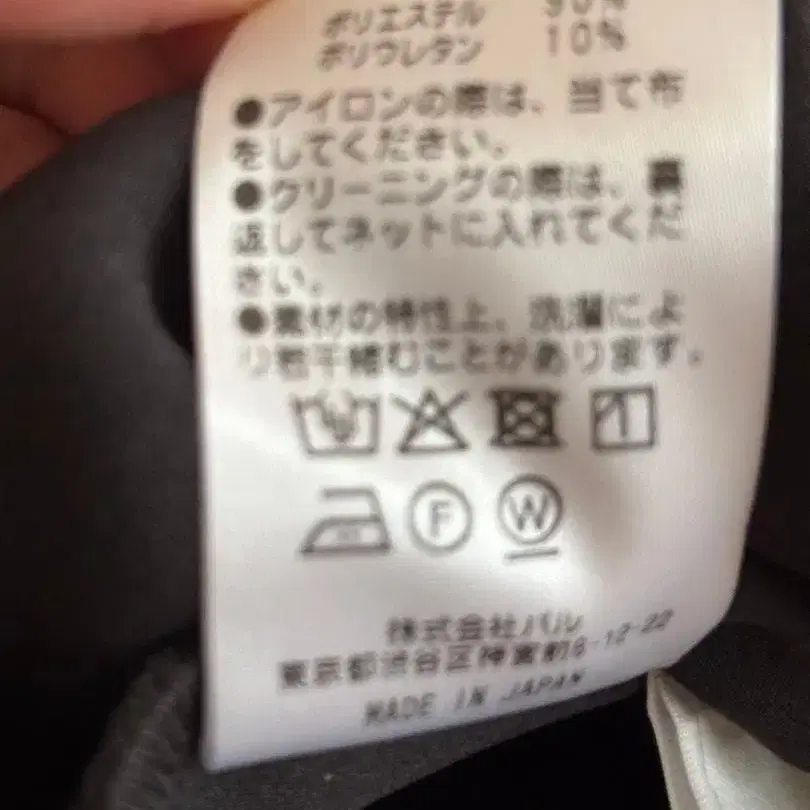 ポリエステル 90%
ポリウレタン 10%
●アイロンの際は、当て布
をしてください。
●クリーニングの際は、裏
返してネットに入れてくだ
さい。
●素材の特性上、洗濯によ
り若干縮むことがあります。
F W
株式会社パル
東京都渋谷区神宮前6-12-22
MADE IN JAPAN